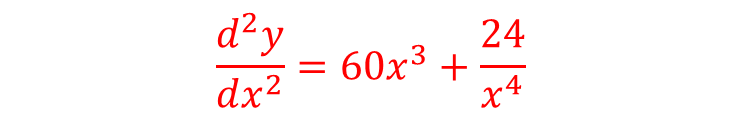 d²y/dx² = 60x³ + 24/x⁴